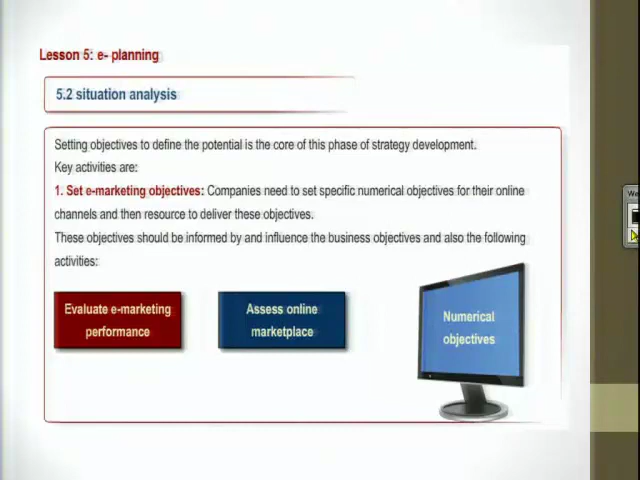 Lesson 5: e- planning
5.2 situation analysis
Setting objectives to define the potential is the core of this phase of strategy development.
Key activities are:
1. Set e-marketing objectives: Companies need to set specific numerical objectives for their online
channels and then resource to deliver these objectives.
These objectives should be informed by and influence the business objectives and also the following
activities:
Evaluate e-marketing
performance
Assess online
marketplace
Numerical
objectives